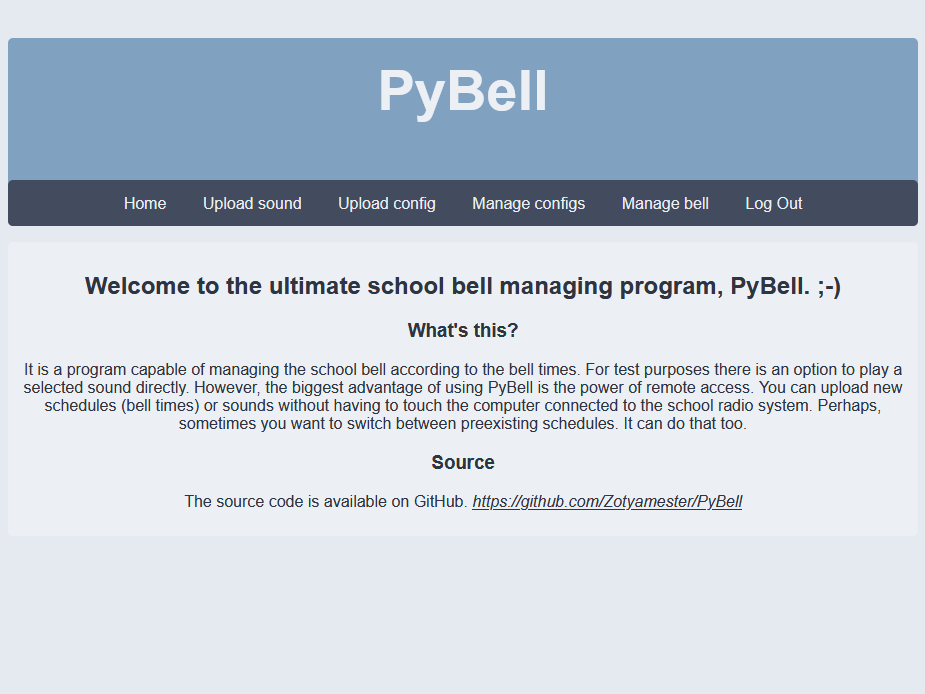 PyBell
Home Upload sound Upload config Manage configs Manage bell Log Out
Welcome to the ultimate school bell managing program, PyBell. ;-)
What's this?
It is a program capable of managing the school bell according to the bell times. For test purposes there is an option to play a
selected sound directly. However, the biggest advantage of using PyBell is the power of remote access. You can upload new
schedules (bell times) or sounds without having to touch the computer connected to the school radio system. Perhaps,
sometimes you want to switch between preexisting schedules. It can do that too.
Source
The source code is available on GitHub. https://github.com/Zotyamester/PyBell